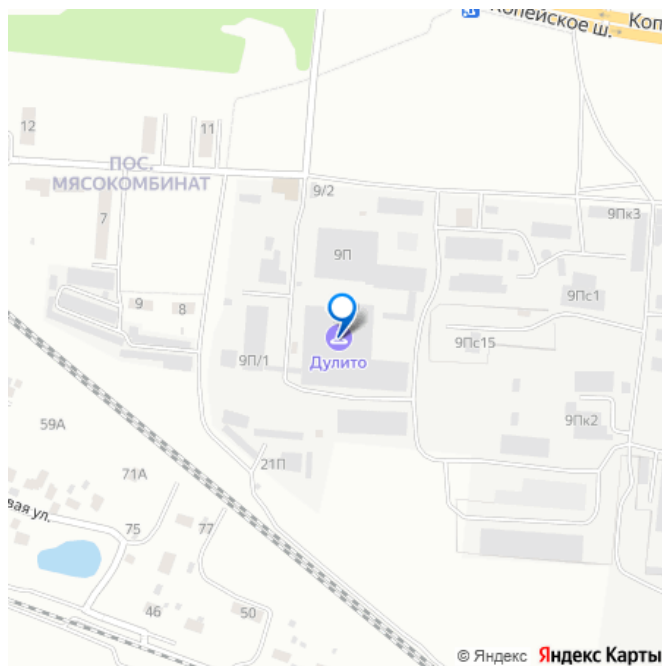 Копейское ш.
Коп
12
11
ПОС.
МЯСОКОМБИНАТ
9/2
7
9Пк3
9П
9
8
9Пс1
9П/1
Дулито
9Пс15
59А
9Пк2
71А
21П
вая ул.
75
77
46
50
© Яндекс Яндекс Карты